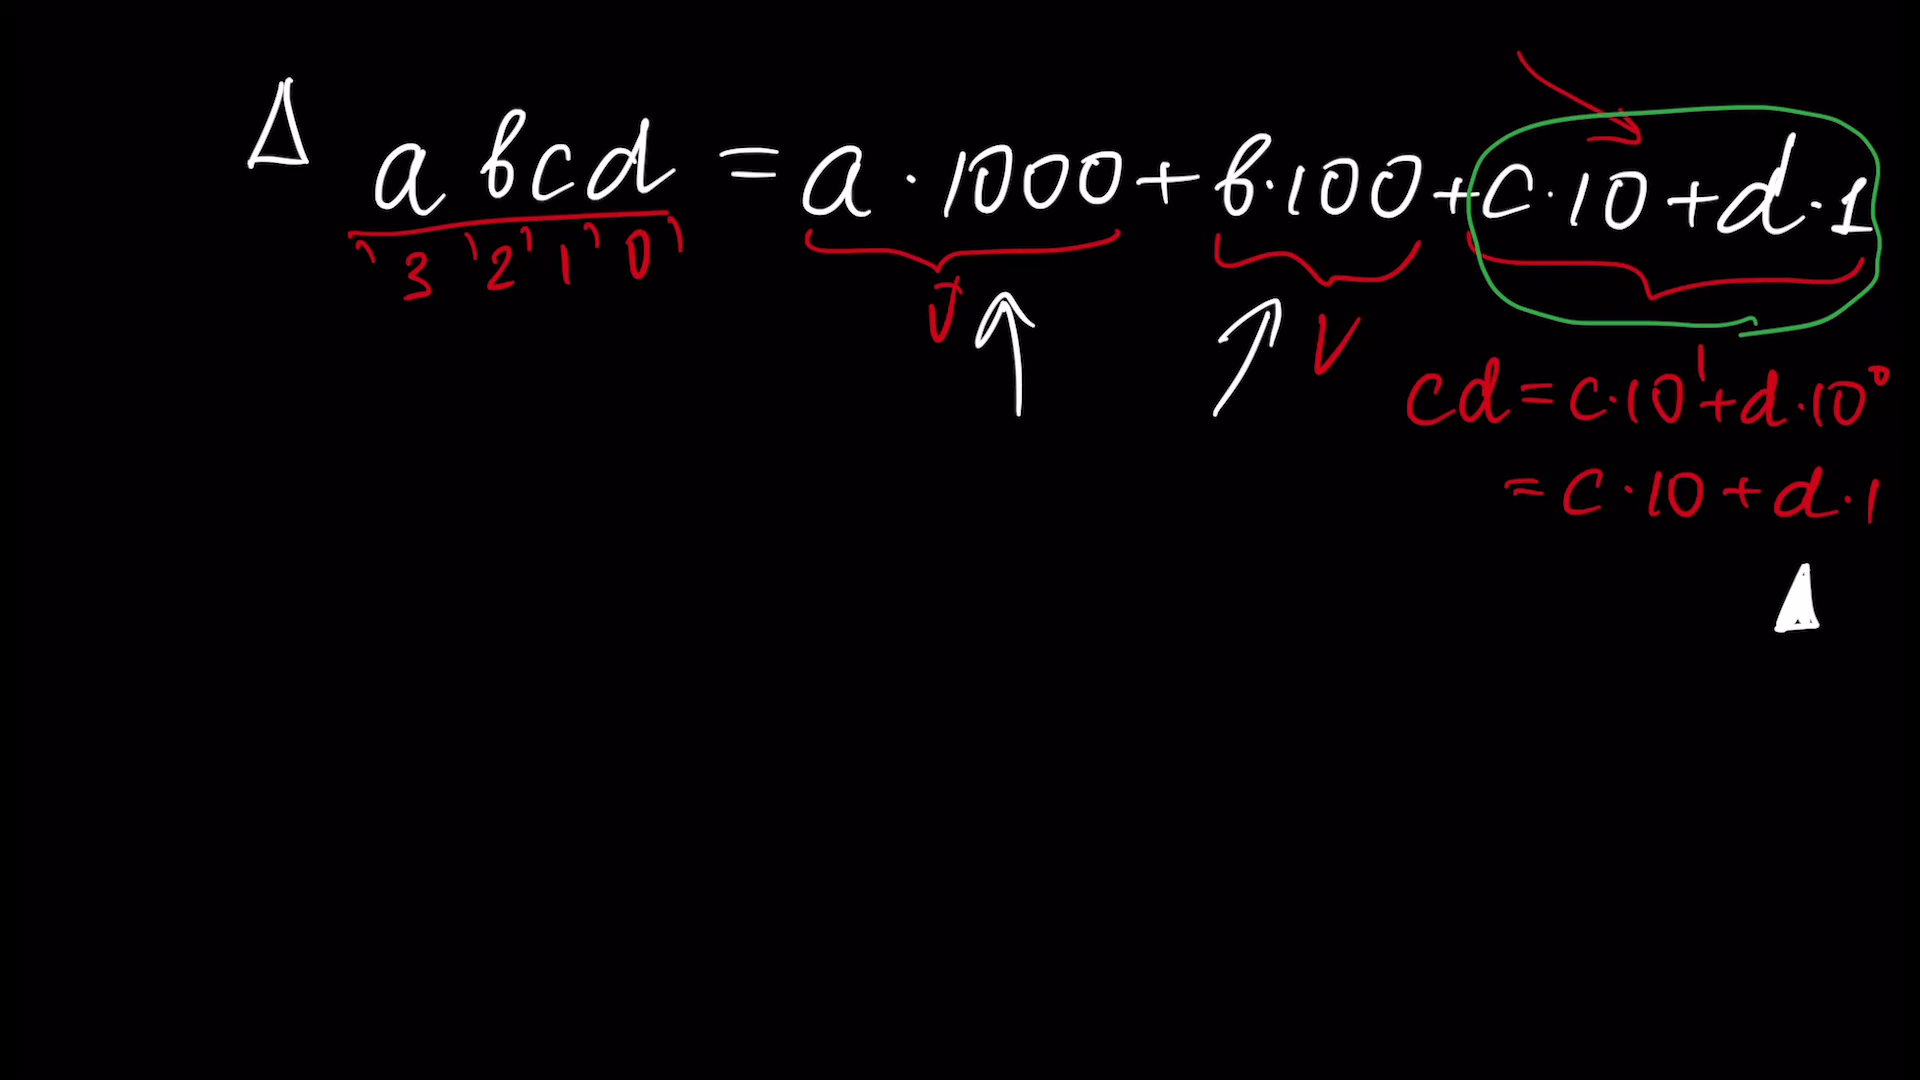 Δ abcd = a · 1000 + b · 100 + c · 10 + d · 1
3 2 1 0
V V
cd = c · 10¹ + d · 10⁰
= c · 10 + d · 1
Δ